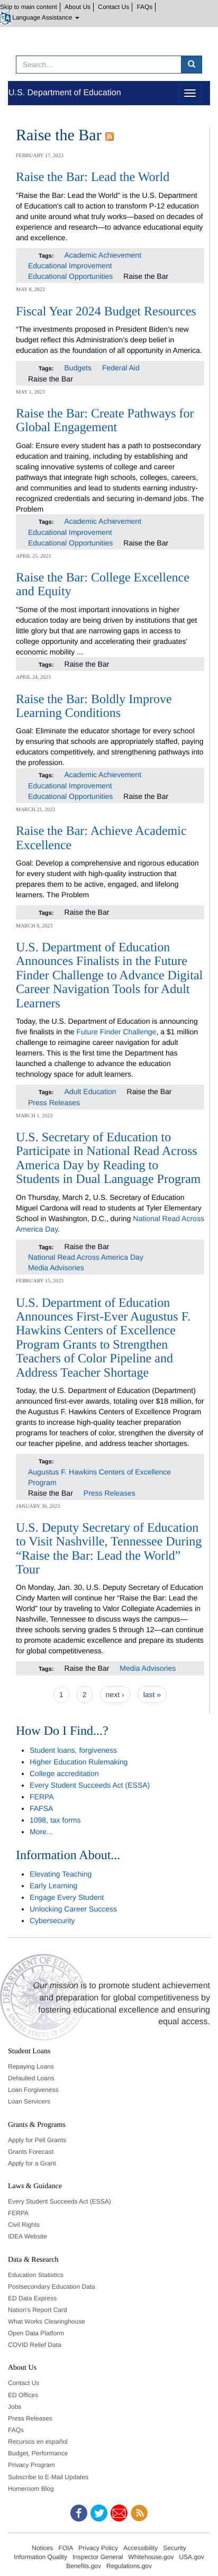 Skip to main content | About Us | Contact Us | FAQs |
Language Assistance
Search...
U.S. Department of Education
Raise the Bar
FEBRUARY 17, 2023
Raise the Bar: Lead the World
"Raise the Bar: Lead the World" is the U.S. Department
of Education's call to action to transform P-12 education
and unite around what truly works—based on decades of
experience and research—to advance educational equity
and excellence.
Tags: Academic Achievement
Educational Improvement
Educational Opportunities Raise the Bar
MAY 8, 2023
Fiscal Year 2024 Budget Resources
“The investments proposed in President Biden’s new
budget reflect this Administration’s deep belief in
education as the foundation of all opportunity in America.
Tags: Budgets Federal Aid
Raise the Bar
MAY 1, 2023
Raise the Bar: Create Pathways for
Global Engagement
Goal: Ensure every student has a path to postsecondary
education and training, including by establishing and
scaling innovative systems of college and career
pathways that integrate high schools, colleges, careers,
and communities and lead to students earning industry-
recognized credentials and securing in-demand jobs. The
Problem
Tags: Academic Achievement
Educational Improvement
Educational Opportunities Raise the Bar
APRIL 25, 2023
Raise the Bar: College Excellence
and Equity
"Some of the most important innovations in higher
education today are being driven by institutions that get
little glory but that are narrowing gaps in access to
college opportunity and improving their graduates'
economic mobility ...
Tags: Raise the Bar
APRIL 24, 2023
Raise the Bar: Boldly Improve
Learning Conditions
Goal: Eliminate the educator shortage for every school
by ensuring that schools are appropriately staffed, paying
educators competitively, and strengthening pathways into
the profession.
Tags: Academic Achievement
Educational Improvement
Educational Opportunities Raise the Bar
MARCH 21, 2023
Raise the Bar: Achieve Academic
Excellence
Goal: Develop a comprehensive and rigorous education
for every student with high-quality instruction that
prepares them to be active, engaged, and lifelong
learners. The Problem
Tags: Raise the Bar
MARCH 8, 2023
U.S. Department of Education
Announces Finalists in the Future
Finder Challenge to Advance Digital
Career Navigation Tools for Adult
Learners
Today, the U.S. Department of Education is announcing
five finalists in the Future Finder Challenge, a $1 million
challenge to reimagine career navigation for adult
learners. This is the first time the Department has
launched a challenge to advance education
technology space for adult learners.
Tags: Adult Education Raise the Bar
Press Releases
MARCH 1, 2023
U.S. Secretary of Education to
Participate in National Read Across
America Day by Reading to
Students in Dual Language Program
On Thursday, March 2, U.S. Secretary of Education
Miguel Cardona will read to students at Tyler Elementary
School in Washington, D.C., during National Read Across
America Day.
Tags: Raise the Bar
National Read Across America Day
Media Advisories
FEBRUARY 15, 2023
U.S. Department of Education
Announces First-Ever Augustus F.
Hawkins Centers of Excellence
Program Grants to Strengthen
Teachers of Color Pipeline and
Address Teacher Shortage
Today, the U.S. Department of Education (Department)
announced first-ever awards, totaling over $18 million, for
the Augustus F. Hawkins Centers of Excellence Program.
This competitive grant program will support high-quality
teacher preparation programs at
Historically Black Colleges and Universities, Tribal
Colleges or Universities, and Minority Serving
Institutions, to increase the number of, strengthen, and
diversity of our teacher pipeline, and address teacher shortages.
Tags:
Augustus F. Hawkins Centers of Excellence
Program
Raise the Bar Press Releases
JANUARY 30, 2023
U.S. Deputy Secretary of Education
to Visit Nashville, Tennessee During
“Raise the Bar: Lead the World”
Tour
On Monday, Jan. 30, U.S. Deputy Secretary of Education
Cindy Marten will continue her “Raise the Bar: Lead the
World” tour by traveling to Valor Collegiate Academies in
Nashville, Tennessee to discuss ways the campus—
three schools serving grades 5 through 12—can continue
promoting academic excellence and prepare its students
for global competitiveness and economic mobility.
Tags: Raise the Bar Media Advisories
1 2 next › last »
How Do I Find...?
• Student loans, forgiveness
• Higher Education Rulemaking
• College accreditation
• Every Student Succeeds Act (ESSA)
• FERPA
• FAFSA
• 1098, tax forms
• More...
Information About...
• Elevating Teaching
• Early Learning
• Engage Every Student
• Unlocking Career Success
• Cybersecurity
Our mission is to promote student achievement
and preparation for global competitiveness by
fostering educational excellence and ensuring
equal access.
Student Loans
Repaying Loans
Defaulted Loans
Loan Forgiveness
Loan Servicers
Grants & Programs
Apply for Pell Grants
Grants Forecast
Apply for a Grant
Laws & Guidance
Every Student Succeeds Act (ESSA)
FERPA
Civil Rights
IDEA Website
Data & Research
Education Statistics
Postsecondary Education Data
ED Data Express
Nation's Report Card
What Works Clearinghouse
Open Data Platform
COVID Relief Data
About Us
Contact Us
ED Offices
Jobs
Press Releases
FAQs
Recursos en español
Budget, Performance
Privacy Program
Subscribe to E-Mail Updates
Homeroom Blog
Notices FOIA Privacy Policy Accessibility Security
Information Quality Inspector General Whitehouse.gov USA.gov
Benefits.gov Regulations.gov